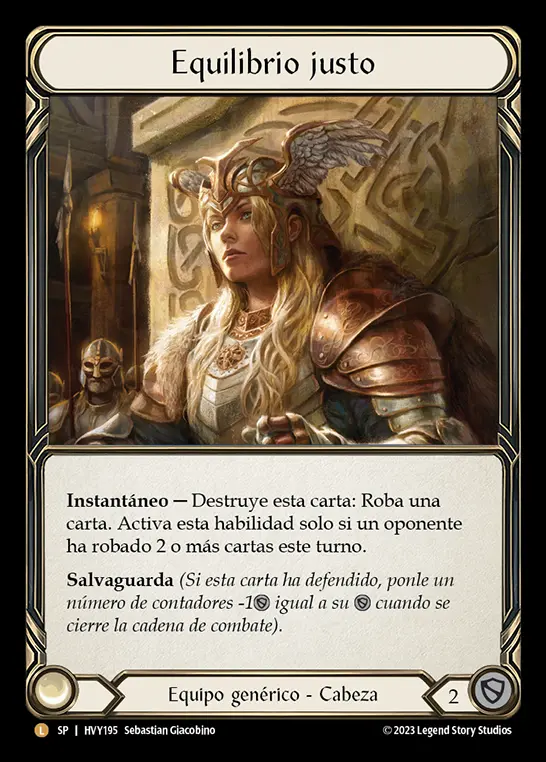 Equilibrio justo
Instantáneo — Destruye esta carta: Roba una
carta. Activa esta habilidad solo si un oponente
ha robado 2 o más cartas este turno.
Salvaguarda (Si esta carta ha defendido, ponle un
número de contadores -1 igual a su cuando se
cierre la cadena de combate).
Equipo genérico - Cabeza
2
L SP | HVY195 Sebastian Giacobino
© 2023 Legend Story Studios